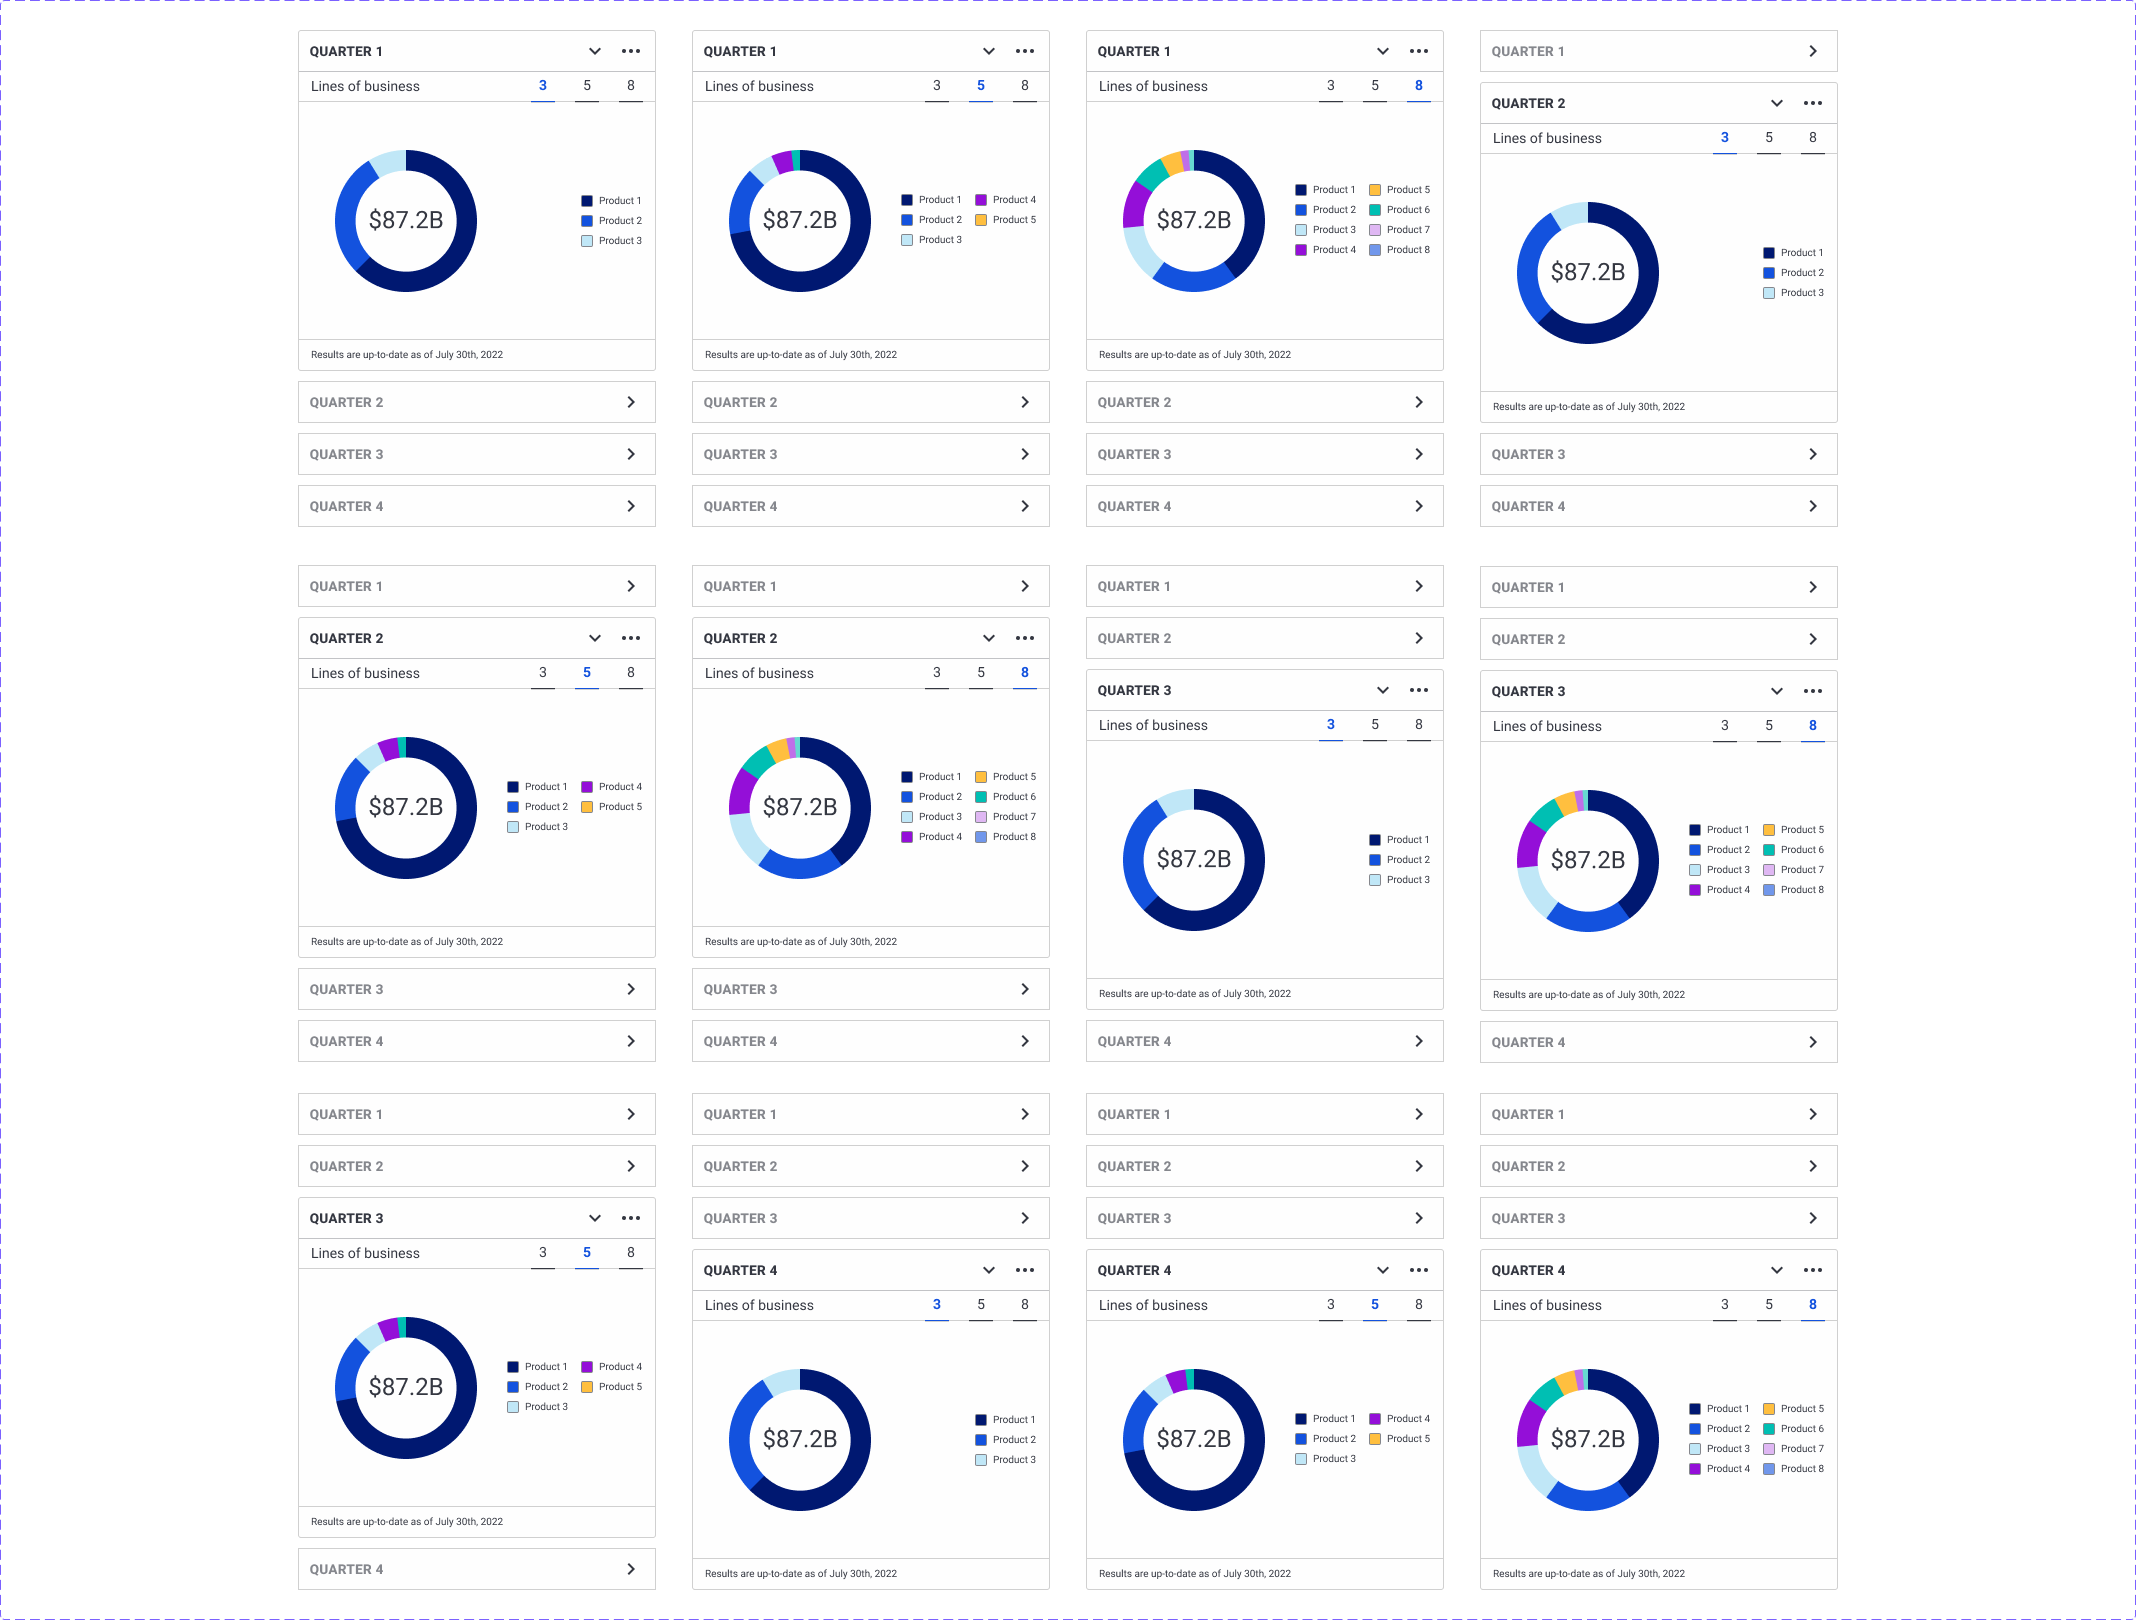 QUARTER 1
Lines of business 3 5 8
$87.2B
Product 1
Product 2
Product 3
Results are up-to-date as of July 30th, 2022
QUARTER 2
QUARTER 3
QUARTER 4
QUARTER 1
Lines of business 3 5 8
$87.2B
Product 1 Product 4
Product 2 Product 5
Product 3
Results are up-to-date as of July 30th, 2022
QUARTER 2
QUARTER 3
QUARTER 4
QUARTER 1
Lines of business 3 5 8
$87.2B
Product 1 Product 5
Product 2 Product 6
Product 3 Product 7
Product 4 Product 8
Results are up-to-date as of July 30th, 2022
QUARTER 2
QUARTER 3
QUARTER 4
QUARTER 1
QUARTER 2
Lines of business 3 5 8
$87.2B
Product 1
Product 2
Product 3
Results are up-to-date as of July 30th, 2022
QUARTER 3
QUARTER 4
QUARTER 1
QUARTER 2
Lines of business 3 5 8
$87.2B
Product 1 Product 4
Product 2 Product 5
Product 3
Results are up-to-date as of July 30th, 2022
QUARTER 3
QUARTER 4
QUARTER 1
QUARTER 2
Lines of business 3 5 8
$87.2B
Product 1 Product 5
Product 2 Product 6
Product 3 Product 7
Product 4 Product 8
Results are up-to-date as of July 30th, 2022
QUARTER 3
QUARTER 4
QUARTER 1
QUARTER 2
QUARTER 3
Lines of business 3 5 8
$87.2B
Product 1
Product 2
Product 3
Results are up-to-date as of July 30th, 2022
QUARTER 4
QUARTER 1
QUARTER 2
QUARTER 3
Lines of business 3 5 8
$87.2B
Product 1 Product 5
Product 2 Product 6
Product 3 Product 7
Product 4 Product 8
Results are up-to-date as of July 30th, 2022
QUARTER 4
QUARTER 1
QUARTER 2
QUARTER 3
Lines of business 3 5 8
$87.2B
Product 1 Product 4
Product 2 Product 5
Product 3
Results are up-to-date as of July 30th, 2022
QUARTER 4
QUARTER 1
QUARTER 2
QUARTER 3
QUARTER 4
Lines of business 3 5 8
$87.2B
Product 1
Product 2
Product 3
Results are up-to-date as of July 30th, 2022
QUARTER 1
QUARTER 2
QUARTER 3
QUARTER 4
Lines of business 3 5 8
$87.2B
Product 1 Product 4
Product 2 Product 5
Product 3
Results are up-to-date as of July 30th, 2022
QUARTER 1
QUARTER 2
QUARTER 3
QUARTER 4
Lines of business 3 5 8
$87.2B
Product 1 Product 5
Product 2 Product 6
Product 3 Product 7
Product 4 Product 8
Results are up-to-date as of July 30th, 2022